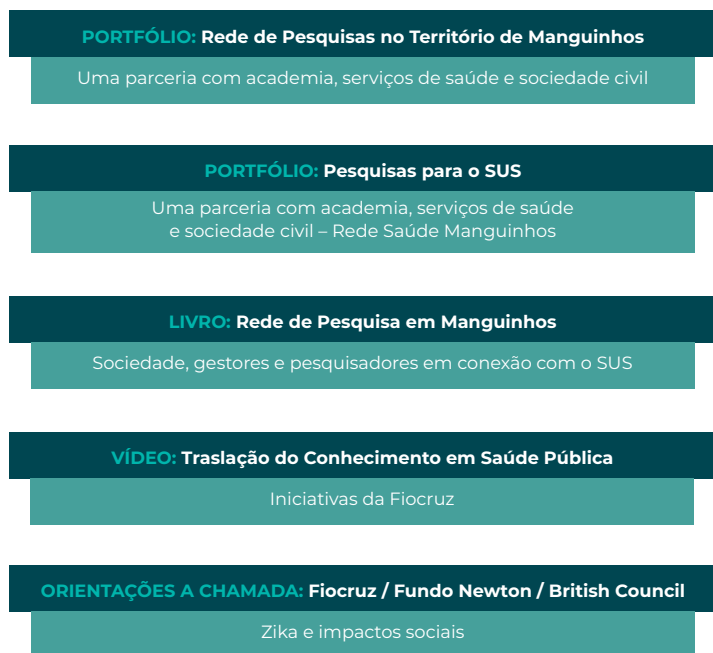 PORTFÓLIO: Rede de Pesquisas no Território de Manguinhos
Uma parceria com academia, serviços de saúde e sociedade civil
PORTFÓLIO: Pesquisas para o SUS
Uma parceria com academia, serviços de saúde
e sociedade civil – Rede Saúde Manguinhos
LIVRO: Rede de Pesquisa em Manguinhos
Sociedade, gestores e pesquisadores em conexão com o SUS
VÍDEO: Traslação do Conhecimento em Saúde Pública
Iniciativas da Fiocruz
ORIENTAÇÕES A CHAMADA: Fiocruz / Fundo Newton / British Council
Zika e impactos sociais